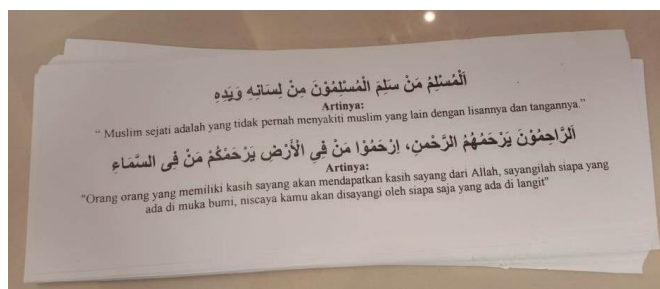 اَلْمُسْلِمُ مَنْ سَلِمَ الْمُسْلِمُوْنَ مِنْ لِسَانِهِ وَيَدِهِ
Artinya:
“ Muslim sejati adalah yang tidak pernah menyakiti muslim yang lain dengan lisannya dan tangannya.”
اَلرَّاحِمُوْنَ يَرْحَمُهُمُ الرَّحْمنِ، اِرْحَمُوْا مَنْ فِي الْأَرْضِ يَرْحَمْكُمْ مَنْ فِى السَّمَاءِ
Artinya:
"Orang orang yang memiliki kasih sayang akan mendapatkan kasih sayang dari Allah, sayangilah siapa yang
ada di muka bumi, niscaya kamu akan disayangi oleh siapa saja yang ada di langit"